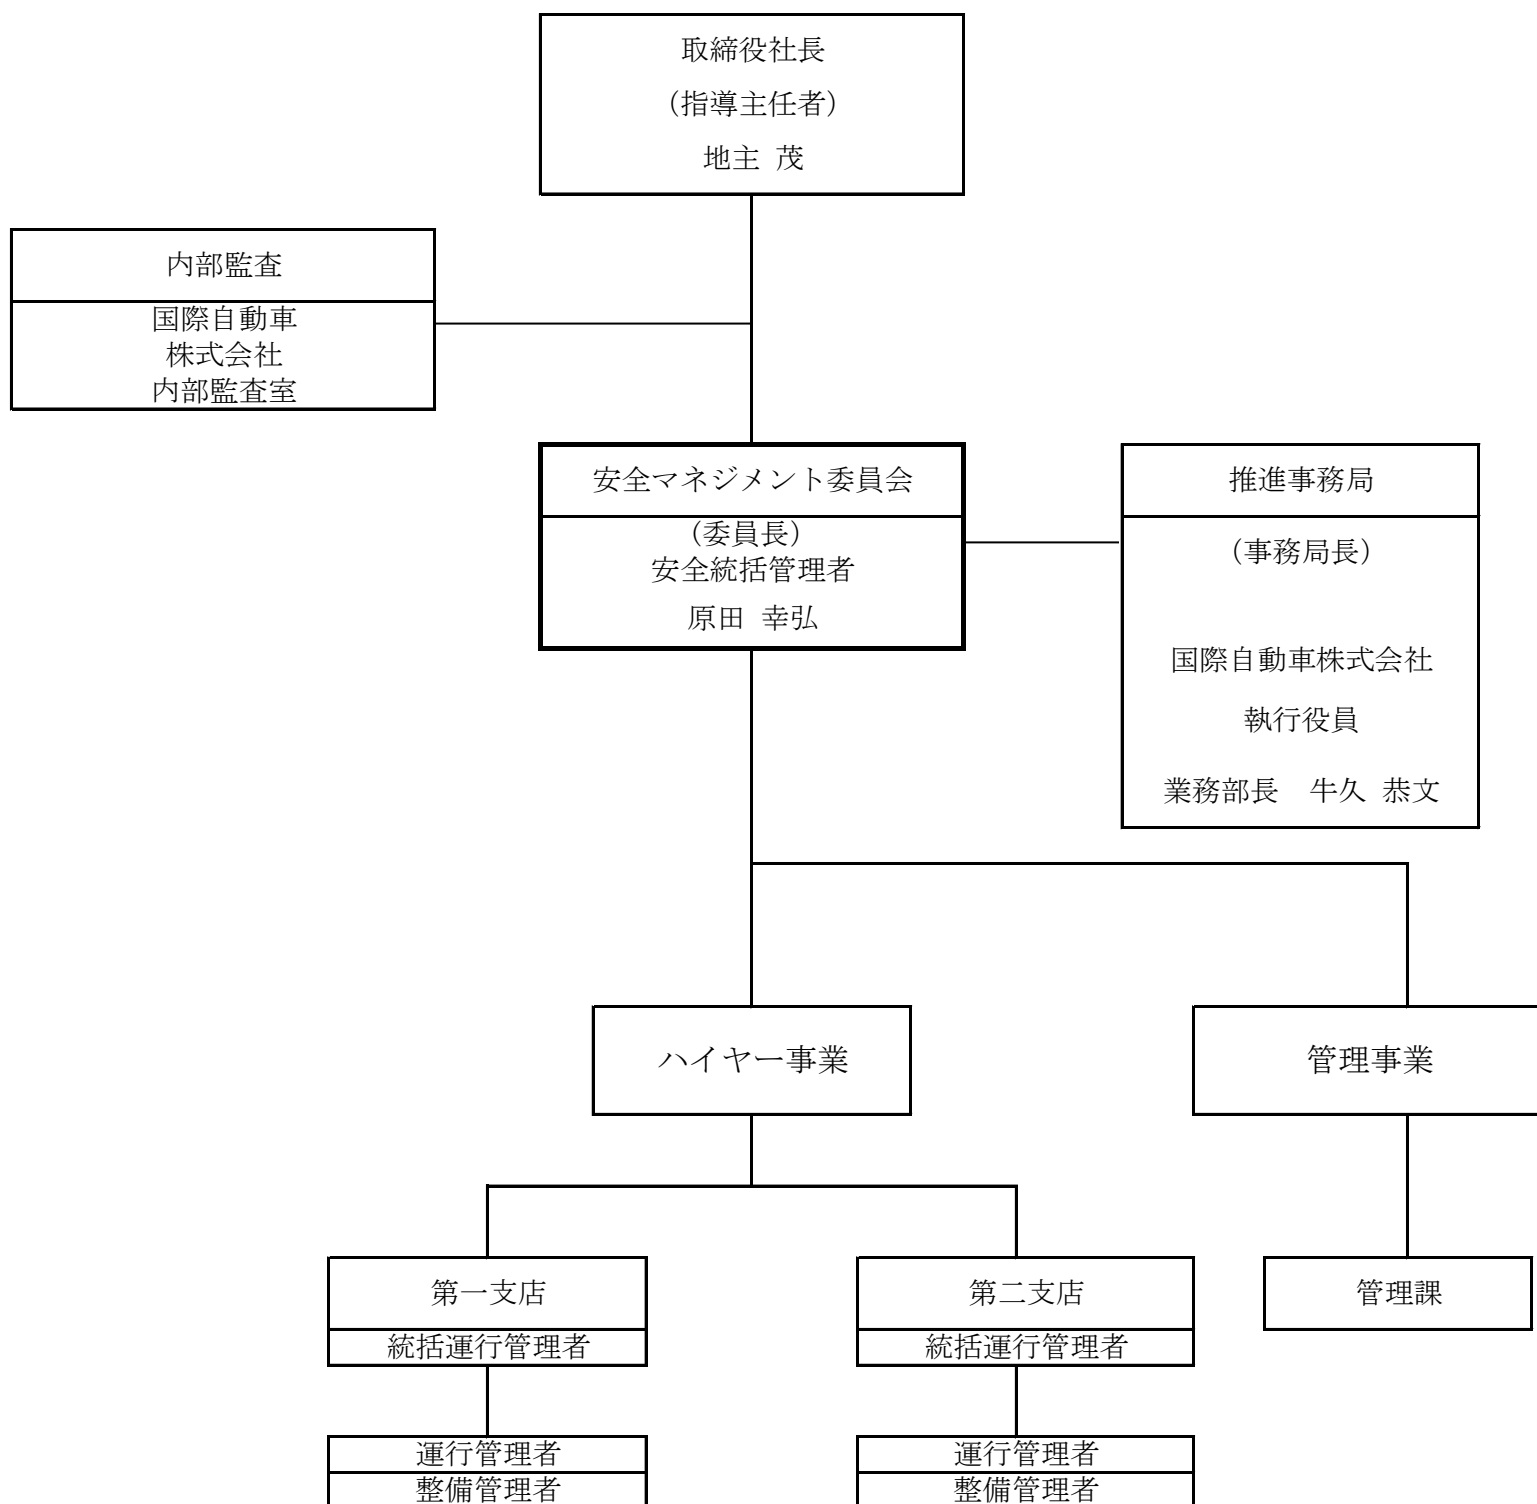 取締役社長
（指導主任者）
地主 茂
内部監査
国際自動車
株式会社
内部監査室
安全マネジメント委員会
（委員長）
安全統括管理者
原田 幸弘
推進事務局
（事務局長）
国際自動車株式会社
執行役員
業務部長　牛久 恭文
ハイヤー事業
管理事業
第一支店
統括運行管理者
第二支店
統括運行管理者
管理課
運行管理者
整備管理者
運行管理者
整備管理者